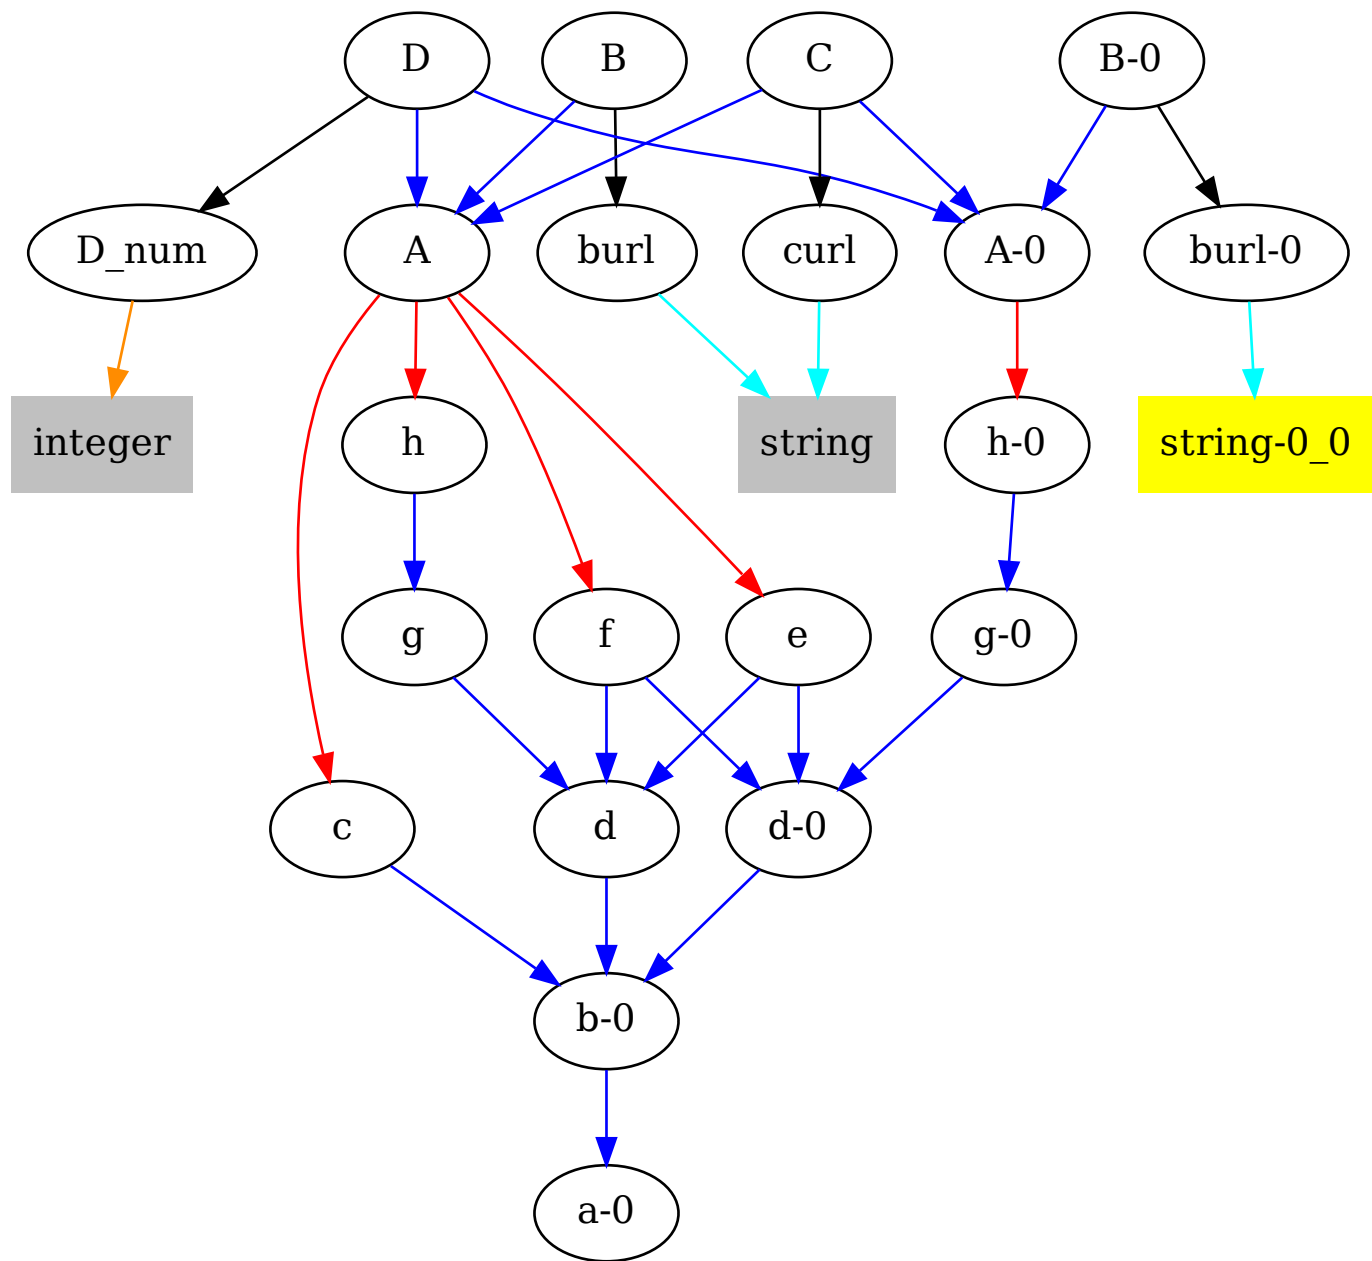 D
B
C
B-0
D_num
A
burl
curl
A-0
burl-0
integer
h
string
h-0
string-0_0
g
f
e
g-0
c
d
d-0
b-0
a-0